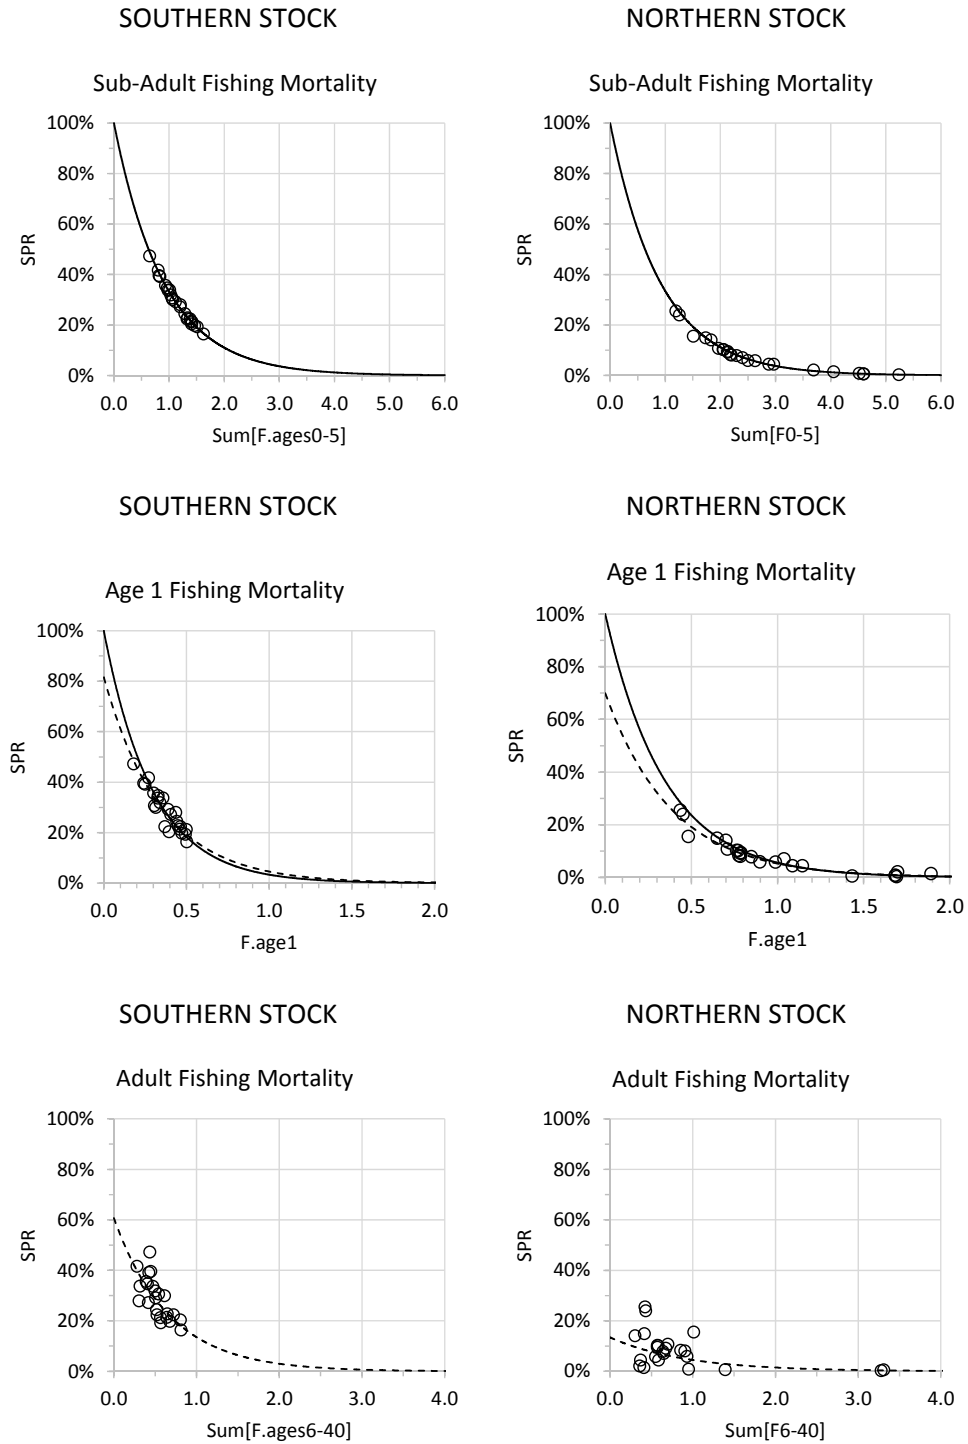 SOUTHERN STOCK
NORTHERN STOCK
Sub-Adult Fishing Mortality
Sub-Adult Fishing Mortality
100%
80%
60%
40%
20%
0%
SPR
0.0 1.0 2.0 3.0 4.0 5.0 6.0
Sum[F.ages0-5]
100%
80%
60%
40%
20%
0%
SPR
0.0 1.0 2.0 3.0 4.0 5.0 6.0
Sum[F0-5]
SOUTHERN STOCK
NORTHERN STOCK
Age 1 Fishing Mortality
Age 1 Fishing Mortality
100%
80%
60%
40%
20%
0%
SPR
0.0 0.5 1.0 1.5 2.0
F.age1
100%
80%
60%
40%
20%
0%
SPR
0.0 0.5 1.0 1.5 2.0
F.age1
SOUTHERN STOCK
NORTHERN STOCK
Adult Fishing Mortality
Adult Fishing Mortality
100%
80%
60%
40%
20%
0%
SPR
0.0 1.0 2.0 3.0 4.0
Sum[F.ages6-40]
100%
80%
60%
40%
20%
0%
SPR
0.0 1.0 2.0 3.0 4.0
Sum[F6-40]